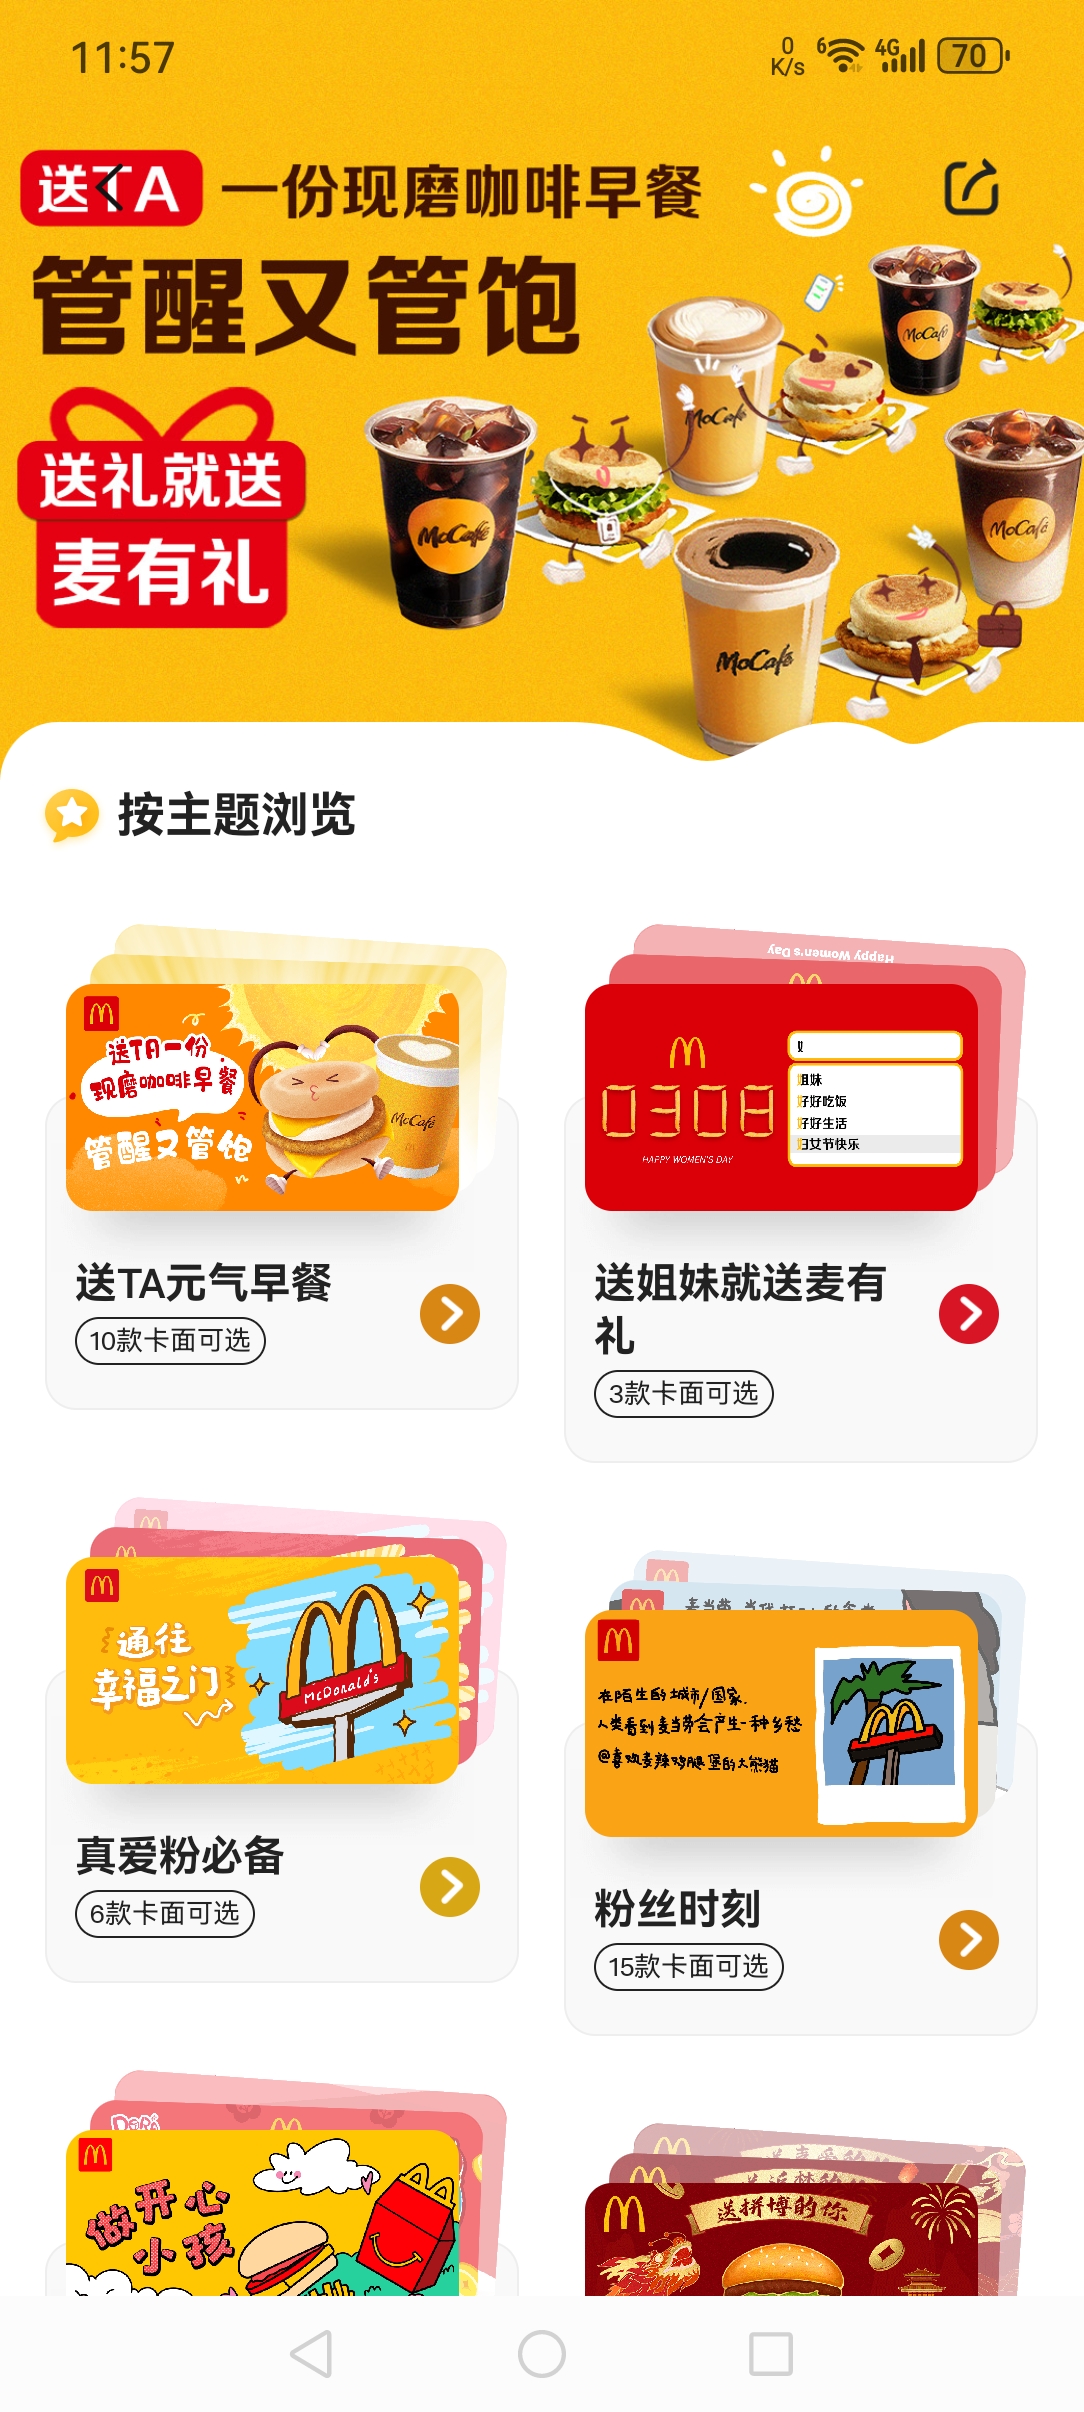 11:57
0
K/s
6
4G
70
送TA 一份现磨咖啡早餐
管醒又管饱
送礼就送
麦有礼
McCafé
McCafé
McCafé
McCafé
McCafé
按主题浏览
送TA一份
现磨咖啡早餐
管醒又管饱
McCafé
送TA元气早餐
10款卡面可选
Happy Women's Day
0308
HAPPY WOMEN'S DAY
姐妹
好好吃饭
好好生活
妇女节快乐
送姐妹就送麦有
礼
3款卡面可选
通往
幸福之门
McDonald's
真爱粉必备
6款卡面可选
在陌生的城市/国家.
人类看到麦当劳会产生一种乡愁
@喜欢麦辣鸡腿堡的大熊猫
粉丝时刻
15款卡面可选
做开心
小孩
送拼博的你